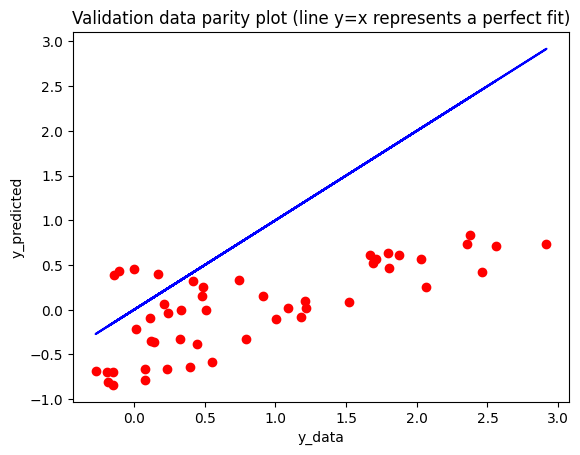 Validation data parity plot (line y=x represents a perfect fit)
3.0
2.5
2.0
1.5
1.0
0.5
0.0
−0.5
−1.0
y_predicted
0.0 0.5 1.0 1.5 2.0 2.5 3.0
y_data